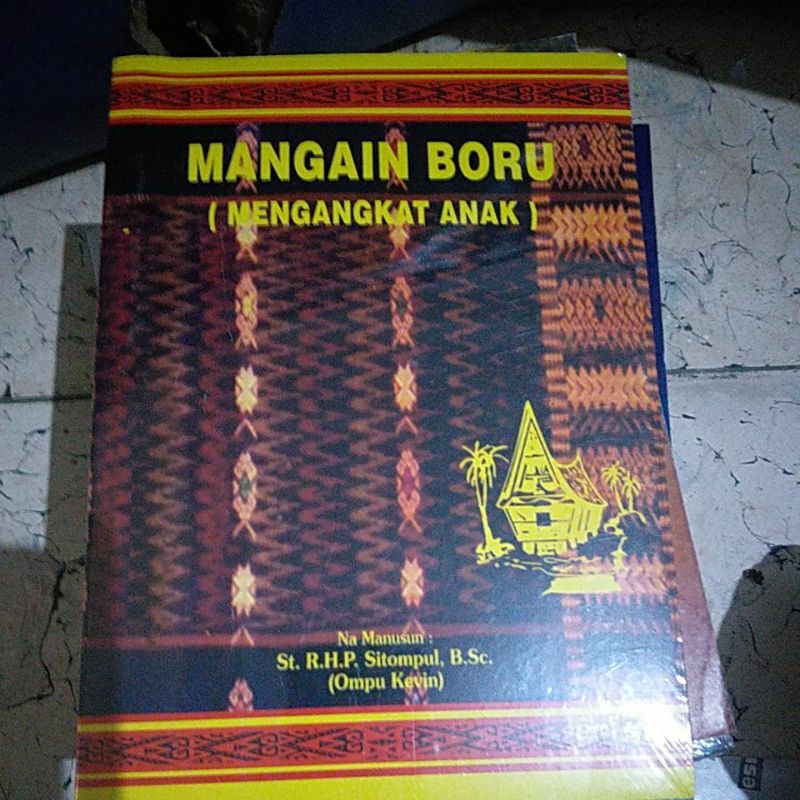 MANGAIN BORU
( MENGANGKAT ANAK )
Na Manusun :
St. R.H.P. Sitompul, B.Sc.
(Ompu Kevin)